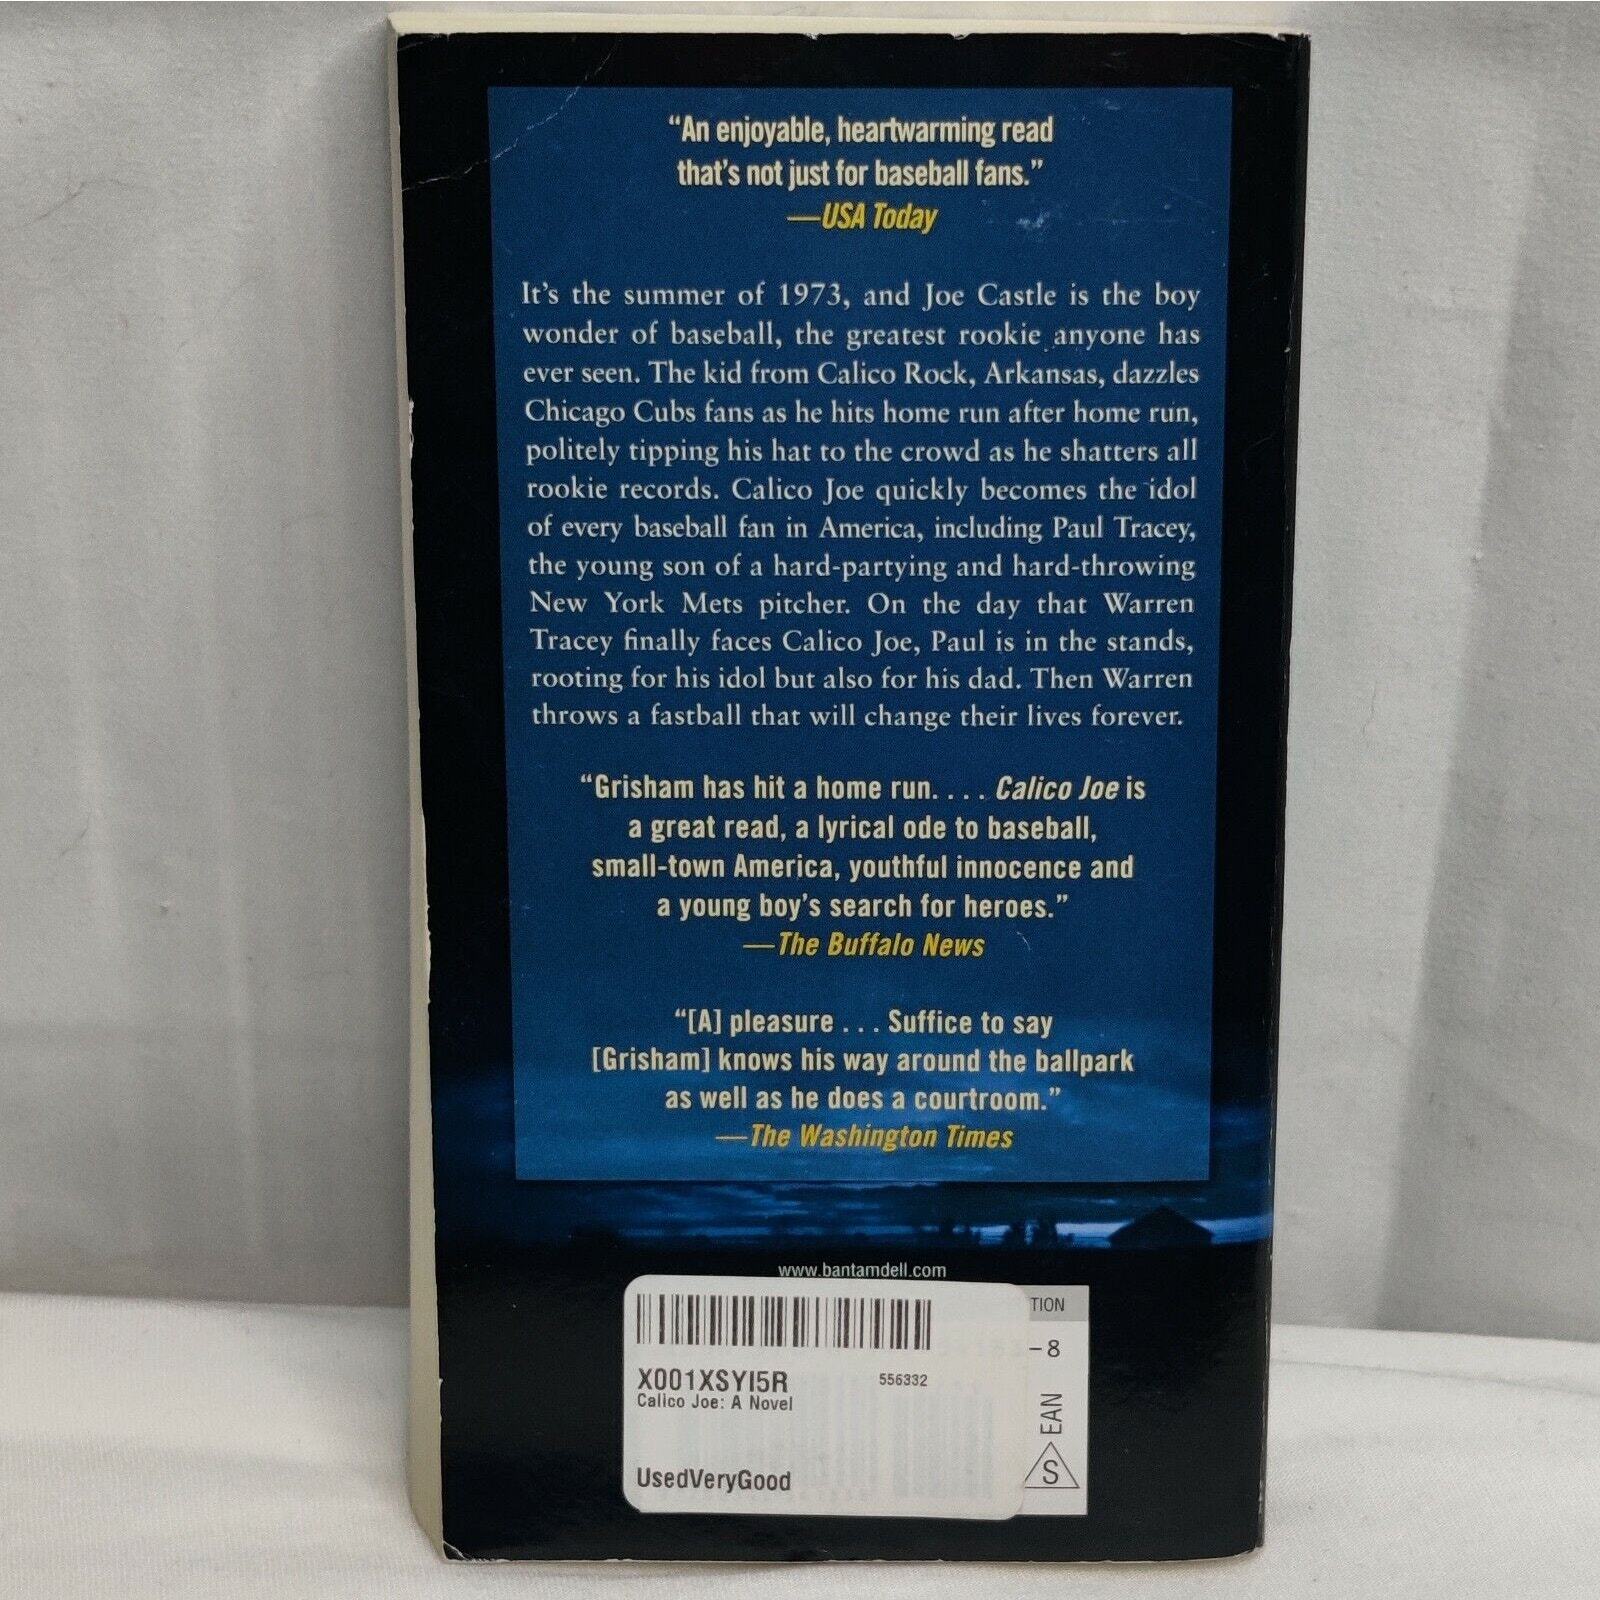 “An enjoyable, heartwarming read
that’s not just for baseball fans.”
—USA Today
It’s the summer of 1973, and Joe Castle is the boy
wonder of baseball, the greatest rookie anyone has
ever seen. The kid from Calico Rock, Arkansas, dazzles
Chicago Cubs fans as he hits home run after home run,
politely tipping his hat to the crowd as he shatters all
rookie records. Calico Joe quickly becomes the idol
of every baseball fan in America, including Paul Tracey,
the young son of a hard-partying and hard-throwing
New York Mets pitcher. On the day that Warren
Tracey finally faces Calico Joe, Paul is in the stands,
rooting for his idol but also for his dad. Then Warren
throws a fastball that will change their lives forever.
“Grisham has hit a home run. . . . Calico Joe is
a great read, a lyrical ode to baseball,
small-town America, youthful innocence and
a young boy’s search for heroes.”
—The Buffalo News
“[A] pleasure . . . Suffice to say
[Grisham] knows his way around the ballpark
as well as he does a courtroom.”
—The Washington Times
www.bantamdell.com
TION
-8
X001XSYI5R 556332
Calico Joe: A Novel
EAN
S
UsedVeryGood